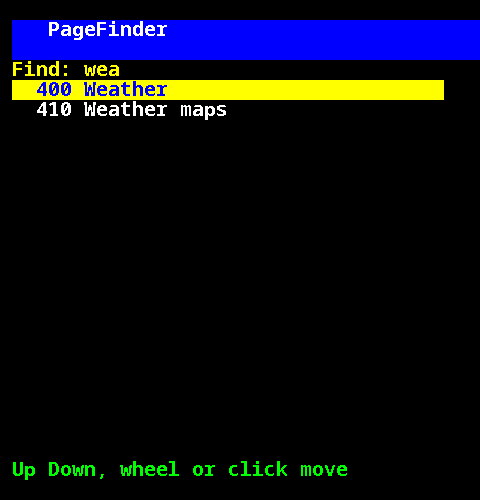 PageFinder
Find: wea
400 Weather
410 Weather maps
Up Down, wheel or click move